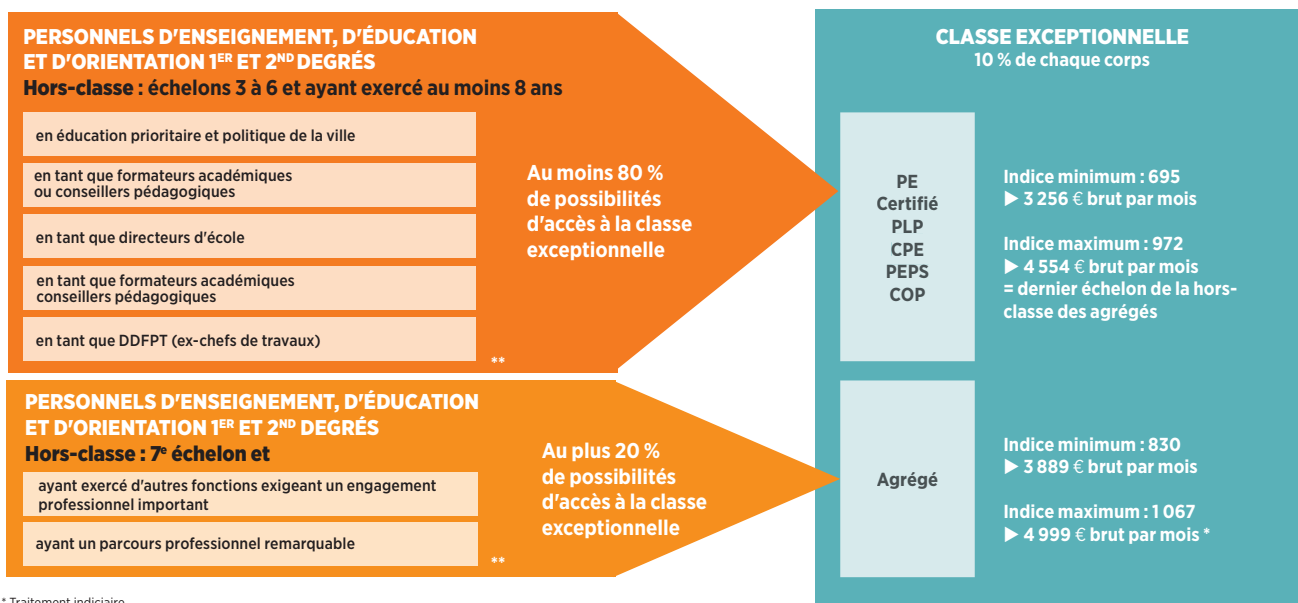 PERSONNELS D'ENSEIGNEMENT, D'ÉDUCATION
ET D'ORIENTATION 1ER ET 2ND DEGRÉS
Hors-classe : échelons 3 à 6 et ayant exercé au moins 8 ans
en éducation prioritaire et politique de la ville
en tant que formateurs académiques
ou conseillers pédagogiques
en tant que directeurs d'école
en tant que formateurs académiques
conseillers pédagogiques
en tant que DDFPT (ex-chefs de travaux)
**
Au moins 80 %
de possibilités
d'accès à la classe
exceptionnelle
PERSONNELS D'ENSEIGNEMENT, D'ÉDUCATION
ET D'ORIENTATION 1ER ET 2ND DEGRÉS
Hors-classe : 7e échelon et
ayant exercé d'autres fonctions exigeant un engagement
professionnel important
ayant un parcours professionnel remarquable
**
Au plus 20 %
de possibilités
d'accès à la classe
exceptionnelle
CLASSE EXCEPTIONNELLE
10 % de chaque corps
PE
Certifié
PLP
CPE
PEPS
COP
Indice minimum : 695
▶ 3 256 € brut par mois
Indice maximum : 972
▶ 4 554 € brut par mois
= dernier échelon de la hors-
classe des agrégés
Agrégé
Indice minimum : 830
▶ 3 889 € brut par mois
Indice maximum : 1 067
▶ 4 999 € brut par mois *
* Traitement indiciaire